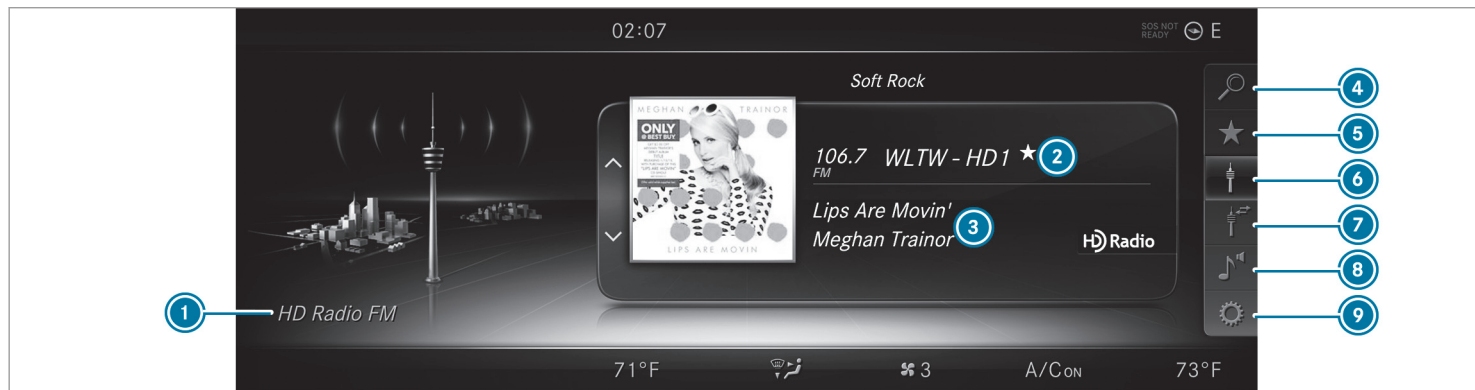 02:07
SOS NOT
READY
E
Soft Rock
MEGHAN TRAINOR
ONLY
@ BEST BUY
TITLE
LIPS ARE MOVIN
106.7 WLTW - HD1 2
FM
Lips Are Movin'
Meghan Trainor 3
HD Radio
1 HD Radio FM
4
5
6
7
8
9
71°F
3
A/C ON
73°F